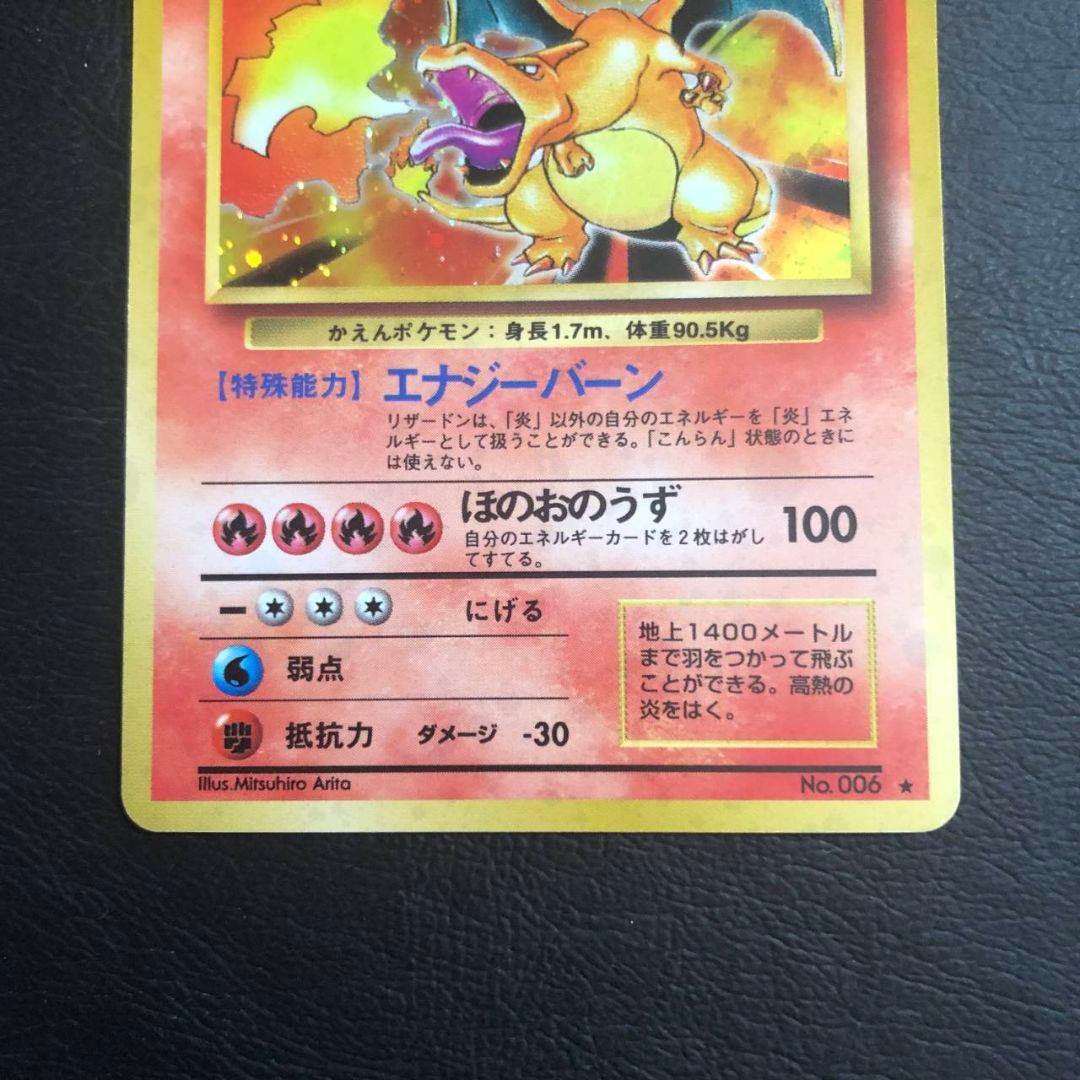 かえんポケモン：身長1.7m、体重90.5Kg
【特殊能力】エナジーバーン
リザードンは、「炎」以外の自分のエネルギーを「炎」エネ
ルギーとして扱うことができる。「こんらん」状態のときに
は使えない。
ほのおのうず 100
自分のエネルギーカードを２枚はがし
てすてる。
ー にげる
弱点
抵抗力 ダメージ -30
地上1400メートル
まで羽をつかって飛ぶ
ことができる。高熱の
炎をはく。
Illus.Mitsuhiro Arita No. 006 ★